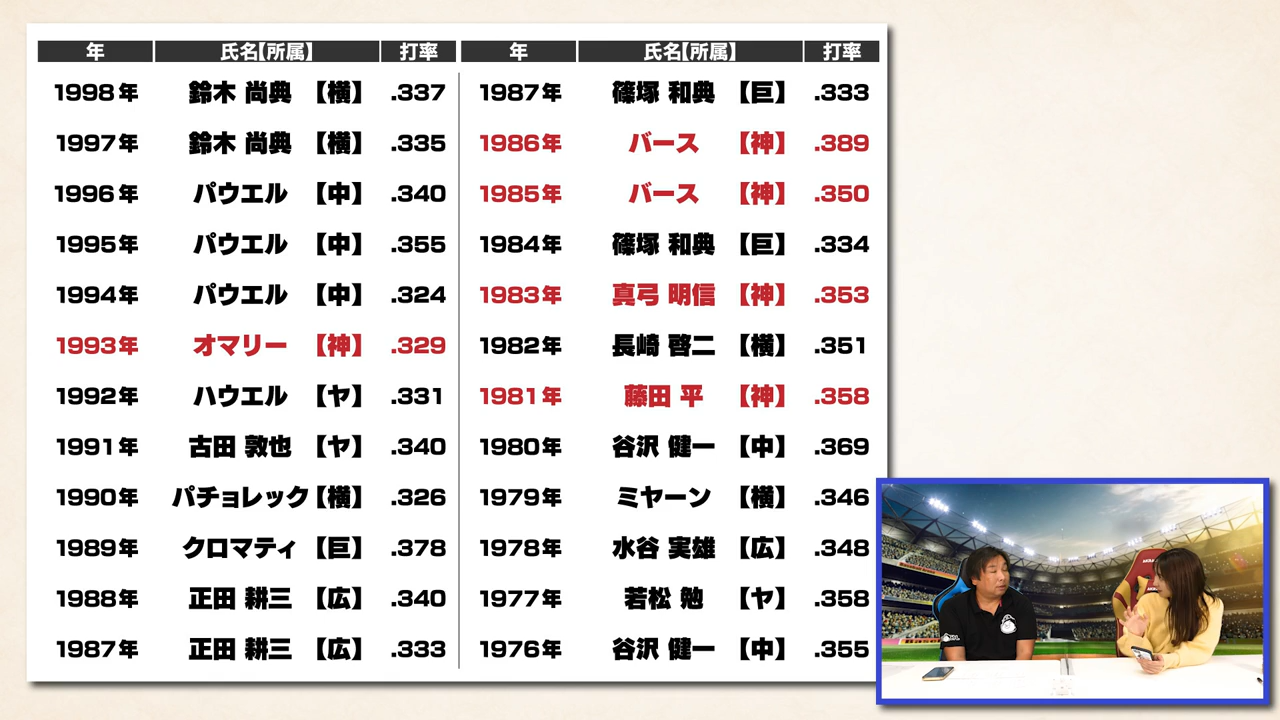 年 氏名【所属】 打率
1998年 鈴木 尚典 【横】 .337
1997年 鈴木 尚典 【横】 .335
1996年 パウエル 【中】 .340
1995年 パウエル 【中】 .355
1994年 パウエル 【中】 .324
1993年 オマリー 【神】 .329
1992年 ハウエル 【ヤ】 .331
1991年 古田 敦也 【ヤ】 .340
1990年 パチョレック【横】 .326
1989年 クロマティ 【巨】 .378
1988年 正田 耕三 【広】 .340
1987年 正田 耕三 【広】 .333
年 氏名【所属】 打率
1987年 篠塚 和典 【巨】 .333
1986年 バース 【神】 .389
1985年 バース 【神】 .350
1984年 篠塚 和典 【巨】 .334
1983年 真弓 明信 【神】 .353
1982年 長崎 啓二 【横】 .351
1981年 藤田 平 【神】 .358
1980年 谷沢 健一 【中】 .369
1979年 ミヤーン 【横】 .346
1978年 水谷 実雄 【広】 .348
1977年 若松 勉 【ヤ】 .358
1976年 谷沢 健一 【中】 .355